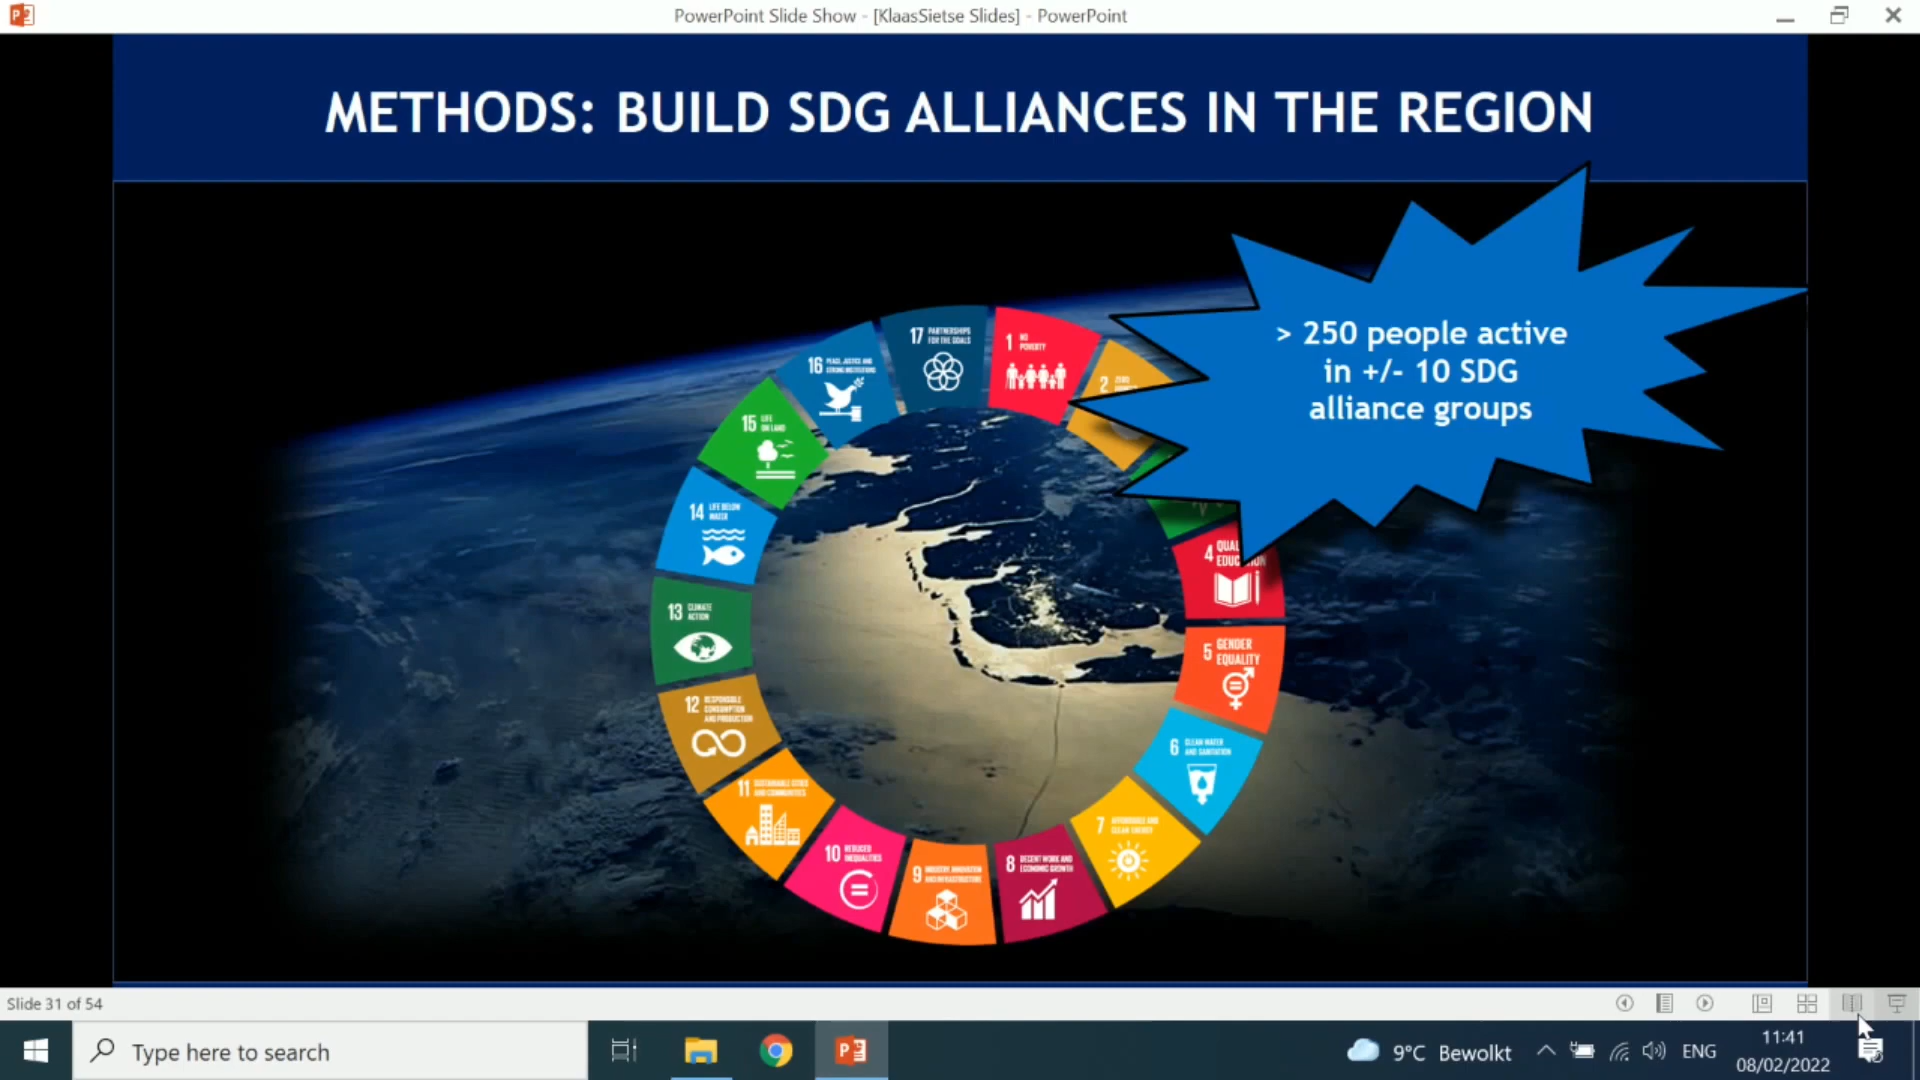 PowerPoint Slide Show - [KlaasSietse Slides] - PowerPoint
METHODS: BUILD SDG ALLIANCES IN THE REGION
> 250 people active
in +/- 10 SDG
alliance groups
17 PARTNERSHIPS
FOR THE GOALS
1 NO
POVERTY
2 ZERO
16 PEACE, JUSTICE AND
STRONG INSTITUTIONS
15 LIFE
ON LAND
14 LIFE BELOW
WATER
4
13 CLIMATE
ACTION
5 GENDER
EQUALITY
12 RESPONSIBLE
CONSUMPTION
AND PRODUCTION
6 CLEAN WATER
AND SANITATION
11 SUSTAINABLE CITIES
AND COMMUNITIES
7 AFFORDABLE AND
CLEAN ENERGY
10 REDUCED
INEQUALITIES
8 DECENT WORK AND
ECONOMIC GROWTH
9 INDUSTRY, INNOVATION
AND INFRASTRUCTURE
Slide 31 of 54
Type here to search
9°C Bewolkt
ENG
11:41
08/02/2022